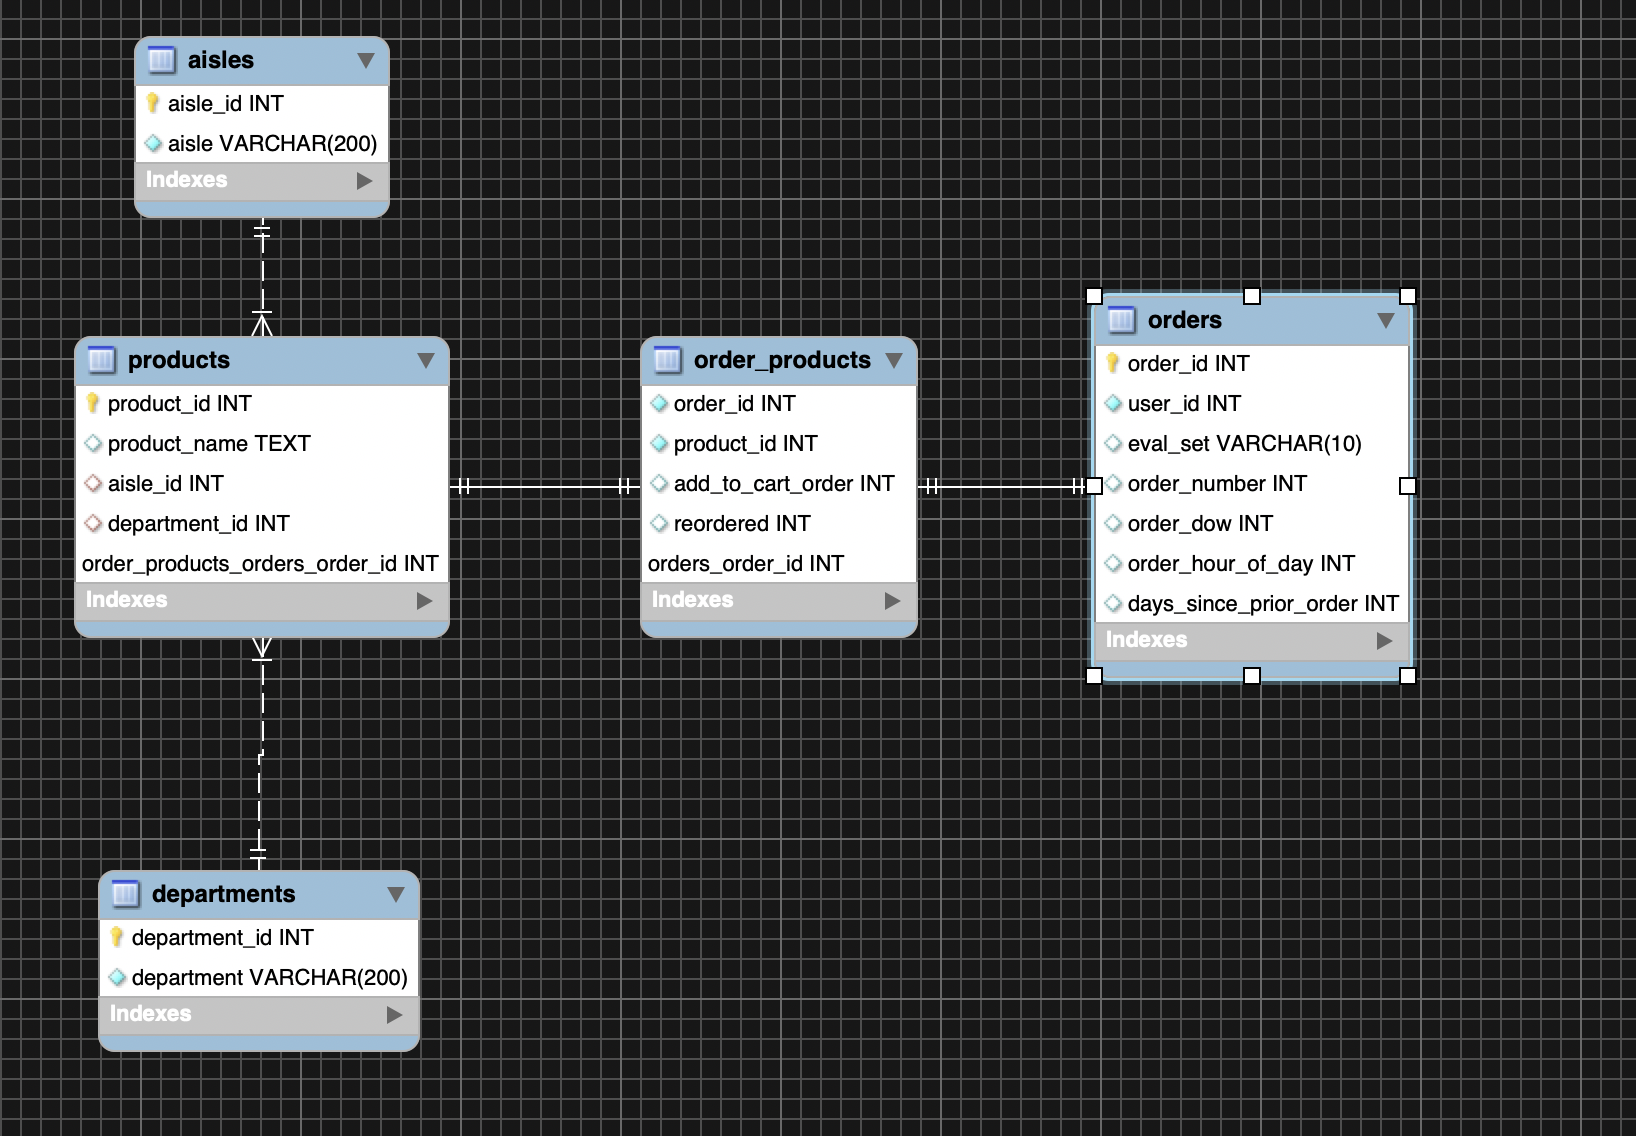 aisles
aisle_id INT
aisle VARCHAR(200)
Indexes
products
product_id INT
product_name TEXT
aisle_id INT
department_id INT
order_products_orders_order_id INT
Indexes
order_products
order_id INT
product_id INT
add_to_cart_order INT
reordered INT
orders_order_id INT
Indexes
orders
order_id INT
user_id INT
eval_set VARCHAR(10)
order_number INT
order_dow INT
order_hour_of_day INT
days_since_prior_order INT
Indexes
departments
department_id INT
department VARCHAR(200)
Indexes